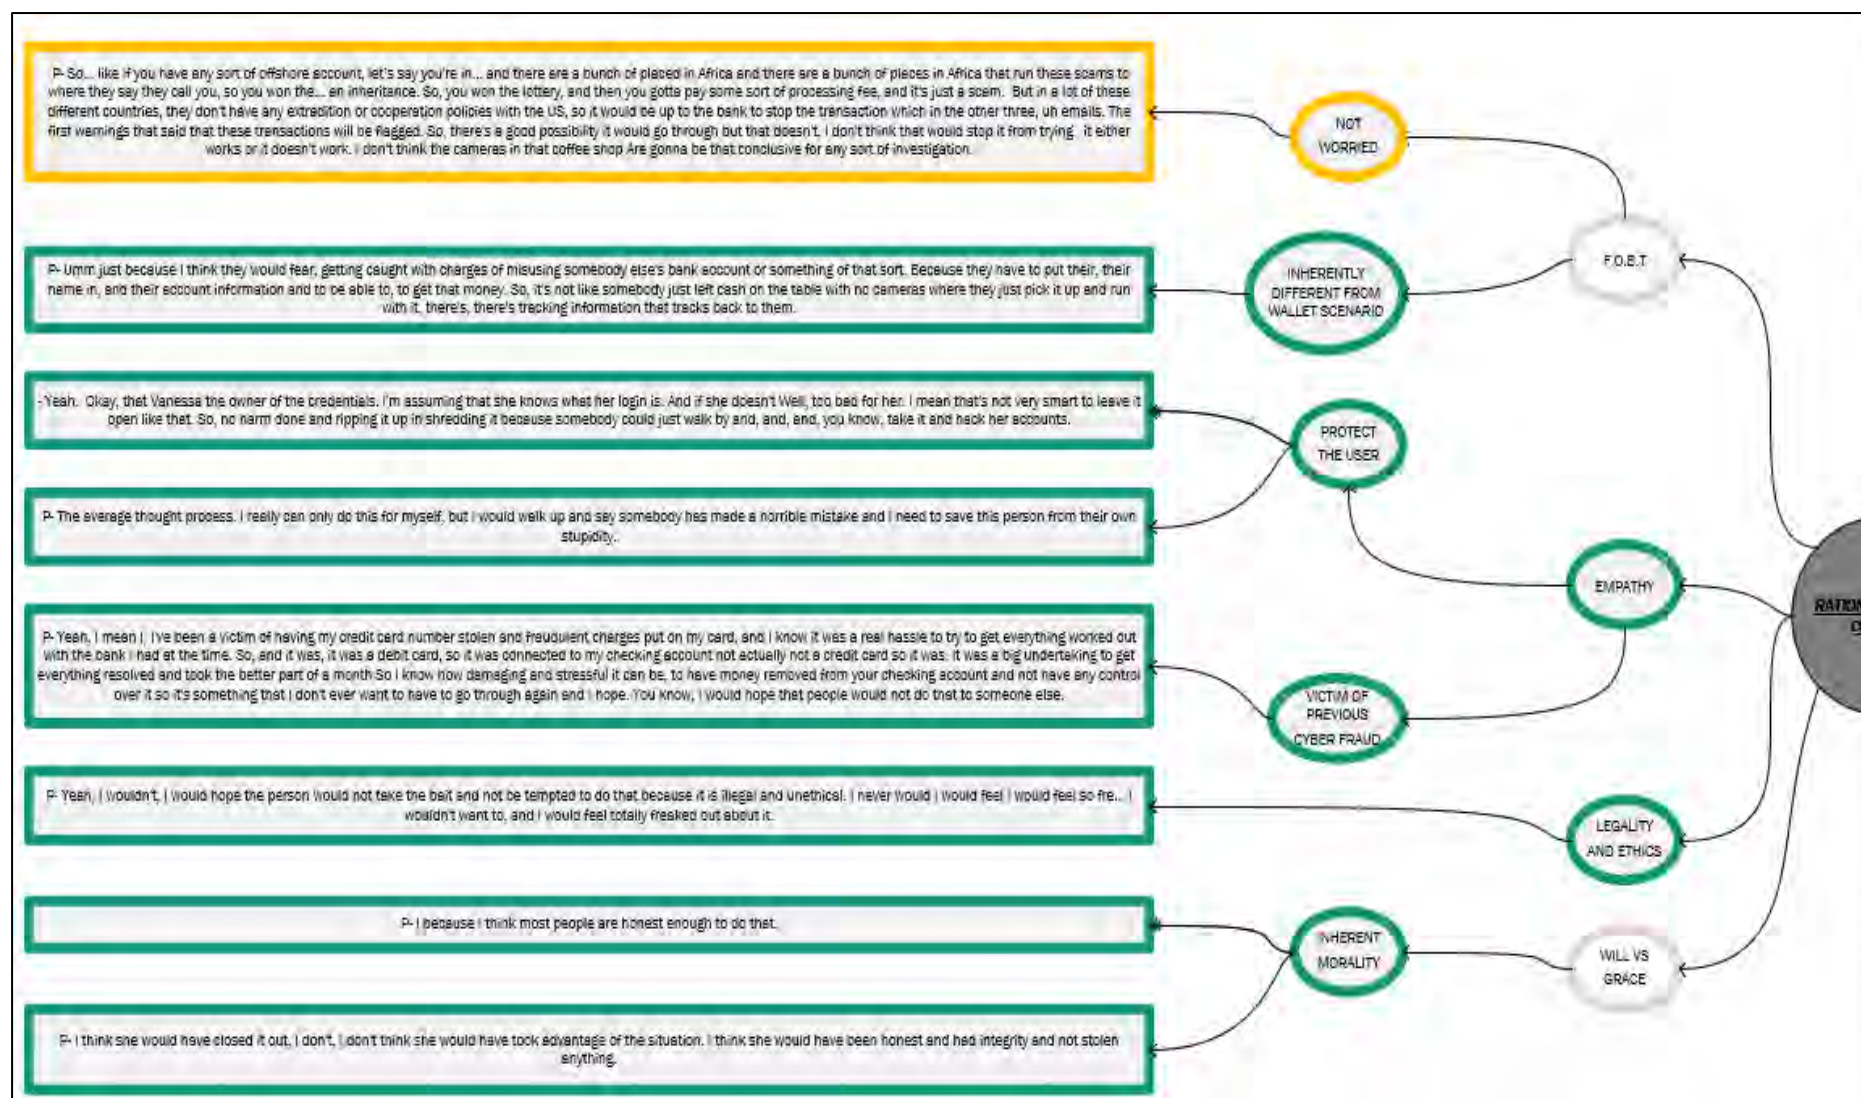 P- So... like if you have any sort of offshore account, let's say you're in... and there are a bunch of placed in Africa and there are a bunch of places in Africa that run these scams to
where they say they call you, so you won the... an inheritance. So, you won the lottery, and then you gotta pay some sort of processing fee, and it's just a scam. But in a lot of these
different countries, they don't have any extradition or cooperation policies with the US, so it would be up to the bank to stop the transaction which in the other three, uh emails. The
first warnings that said that these transactions will be flagged. So, there's a good possibility it would go through but that doesn't, I don't think that would stop it from trying it either
works or it doesn't work. I don't think the cameras in that coffee shop Are gonna be that conclusive for any sort of investigation.
NOT
WORRIED
F.O.B.T
P- Umm just because I think they would fear, getting caught with charges of misusing somebody else's bank account or something of that sort. Because they have to put their, their
name in, and their account information and to be able to, to get that money. So, it's not like somebody just left cash on the table with no cameras where they just pick it up and run
with it, there's, there's tracking information that tracks back to them.
INHERENTLY
DIFFERENT FROM
WALLET SCENARIO
- Yeah. Okay, that Vanessa the owner of the credentials. I'm assuming that she knows what her login is. And if she doesn't Well, too bad for her. I mean that's not very smart to leave it
open like that. So, no harm done and ripping it up in shredding it because somebody could just walk by and, and, and, you know, take it and hack her accounts.
PROTECT
THE USER
P- The average thought process. I really can only do this for myself, but I would walk up and say somebody has made a horrible mistake and I need to save this person from their own
stupidity..
EMPATHY
P- Yeah, I mean I, I've been a victim of having my credit card number stolen and fraudulent charges put on my card, and I know it was a real hassle to try to get everything worked out
with the bank I had at the time. So, and it was, it was a debit card, so it was connected to my checking account not actually not a credit card so it was. It was a big undertaking to get
everything resolved and took the better part of a month So I know how damaging and stressful it can be, to have money removed from your checking account and not have any control
over it so it's something that I don't ever want to have to go through again and I hope. You know, I would hope that people would not do that to someone else.
VICTIM OF
PREVIOUS
CYBER FRAUD
P- Yeah, I wouldn't, I would hope the person would not take the bait and not be tempted to do that because it is illegal and unethical. I never would I would feel I would feel so fre... I
wouldn't want to, and I would feel totally freaked out about it.
LEGALITY
AND ETHICS
P- I because I think most people are honest enough to do that.
INHERENT
MORALITY
WILL VS
GRACE
P- I think she would have closed it out, I don't, I don't think she would have took advantage of the situation. I think she would have been honest and had integrity and not stolen
anything.
RATION